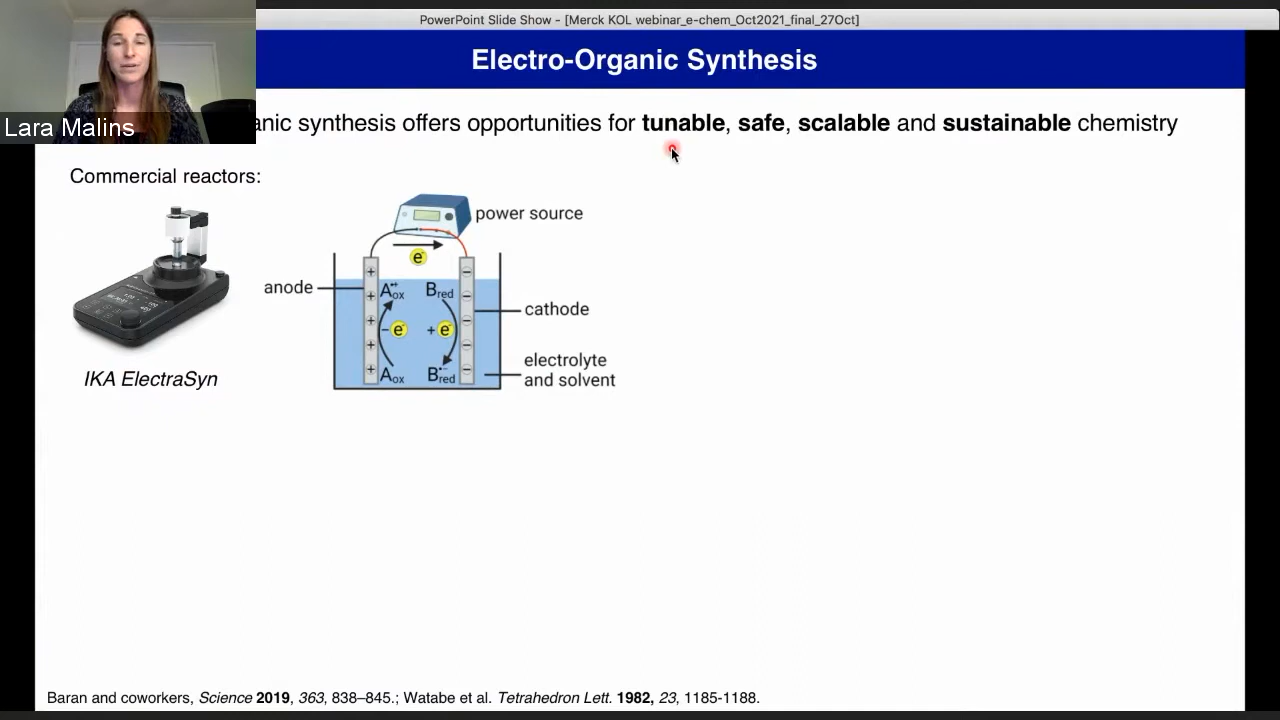 PowerPoint Slide Show - [Merck KOL webinar_e-chem_Oct2021_final_27Oct]
Electro-Organic Synthesis
Lara Malins
anic synthesis offers opportunities for tunable, safe, scalable and sustainable chemistry
Commercial reactors:
IKA ElectraSyn
power source
e-
anode
+
+
+
+
+
A•+ox
Bred
−
−
−
−
−
cathode
− e-
+ e-
Aox
B•−red
electrolyte
and solvent
Baran and coworkers, Science 2019, 363, 838–845.; Watabe et al. Tetrahedron Lett. 1982, 23, 1185-1188.